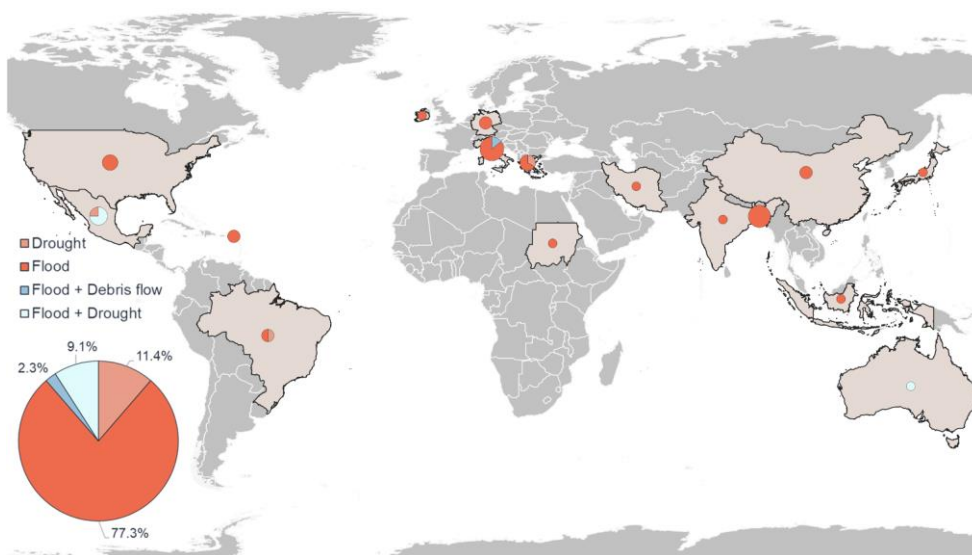 Drought
Flood
Flood + Debris flow
Flood + Drought
9.1%
11.4%
2.3%
77.3%